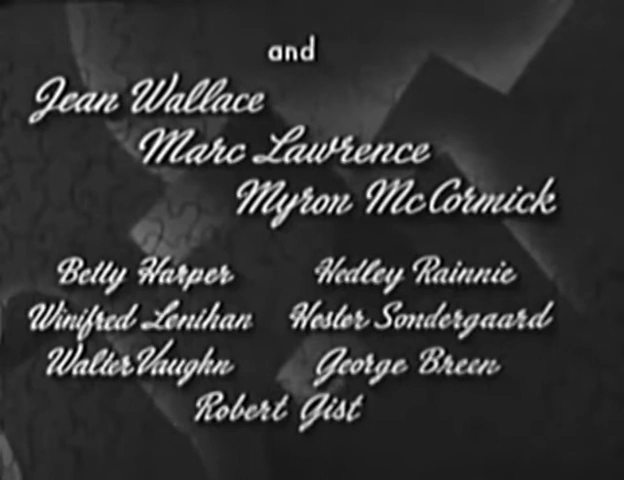 and
Jean Wallace
Marc Lawrence
Myron McCormick
Betty Harper Hedley Rainnie
Winifred Lenihan Hester Sondergaard
Walter Vaughn George Breen
Robert Gist